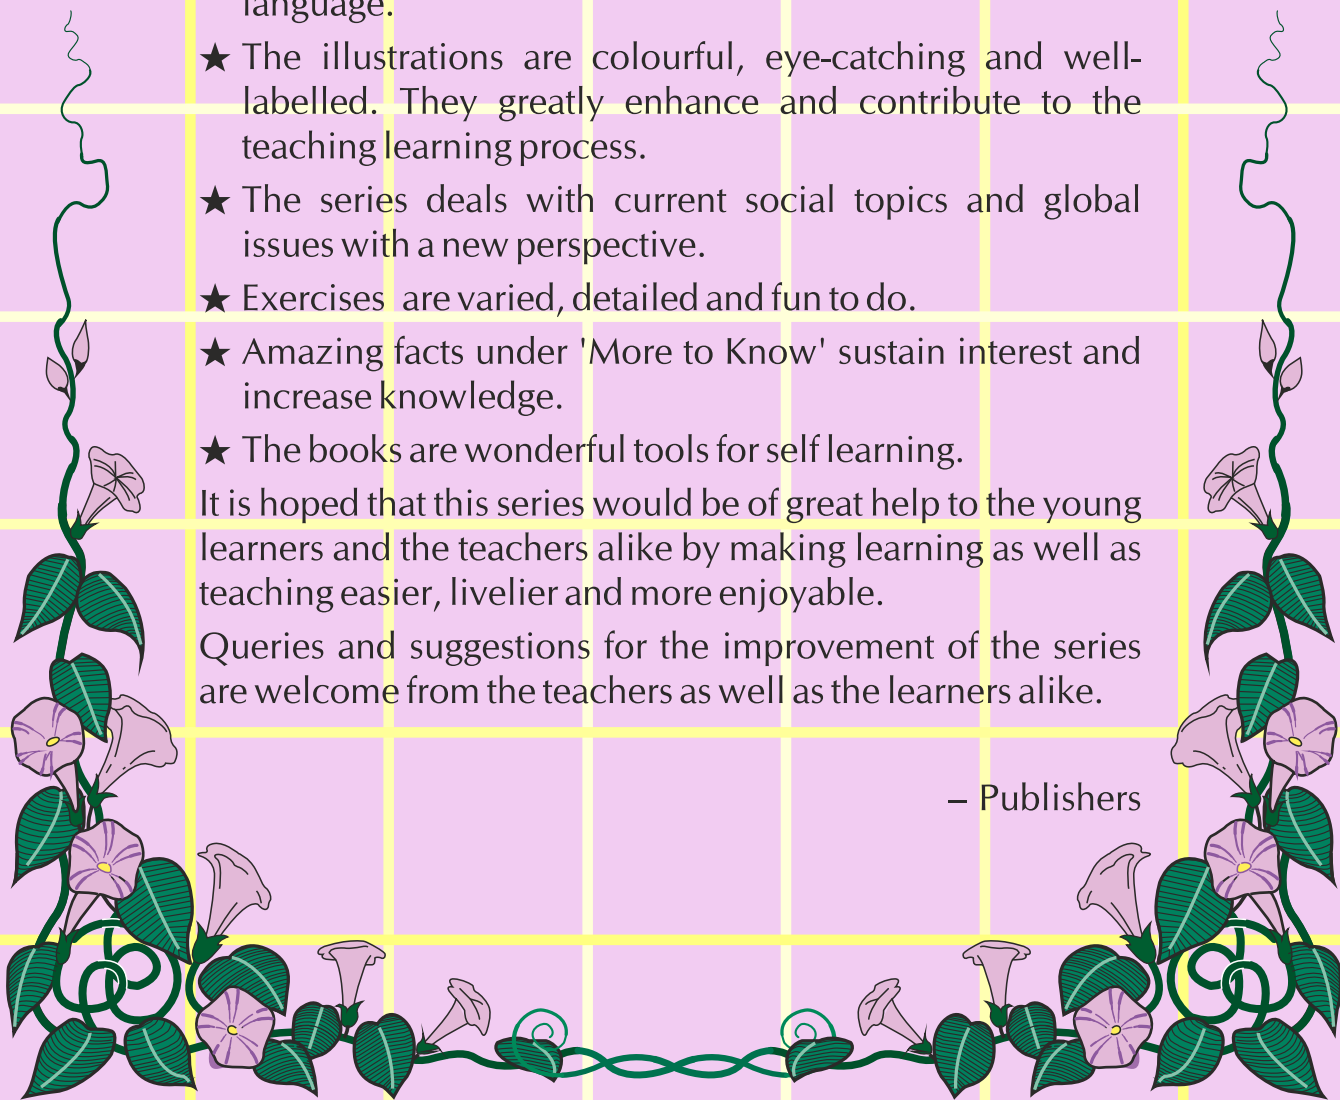 language.
★ The illustrations are colourful, eye-catching and well-
labelled. They greatly enhance and contribute to the
teaching learning process.
★ The series deals with current social topics and global
issues with a new perspective.
★ Exercises are varied, detailed and fun to do.
★ Amazing facts under 'More to Know' sustain interest and
increase knowledge.
★ The books are wonderful tools for self learning.
It is hoped that this series would be of great help to the young
learners and the teachers alike by making learning as well as
teaching easier, livelier and more enjoyable.
Queries and suggestions for the improvement of the series
are welcome from the teachers as well as the learners alike.
– Publishers